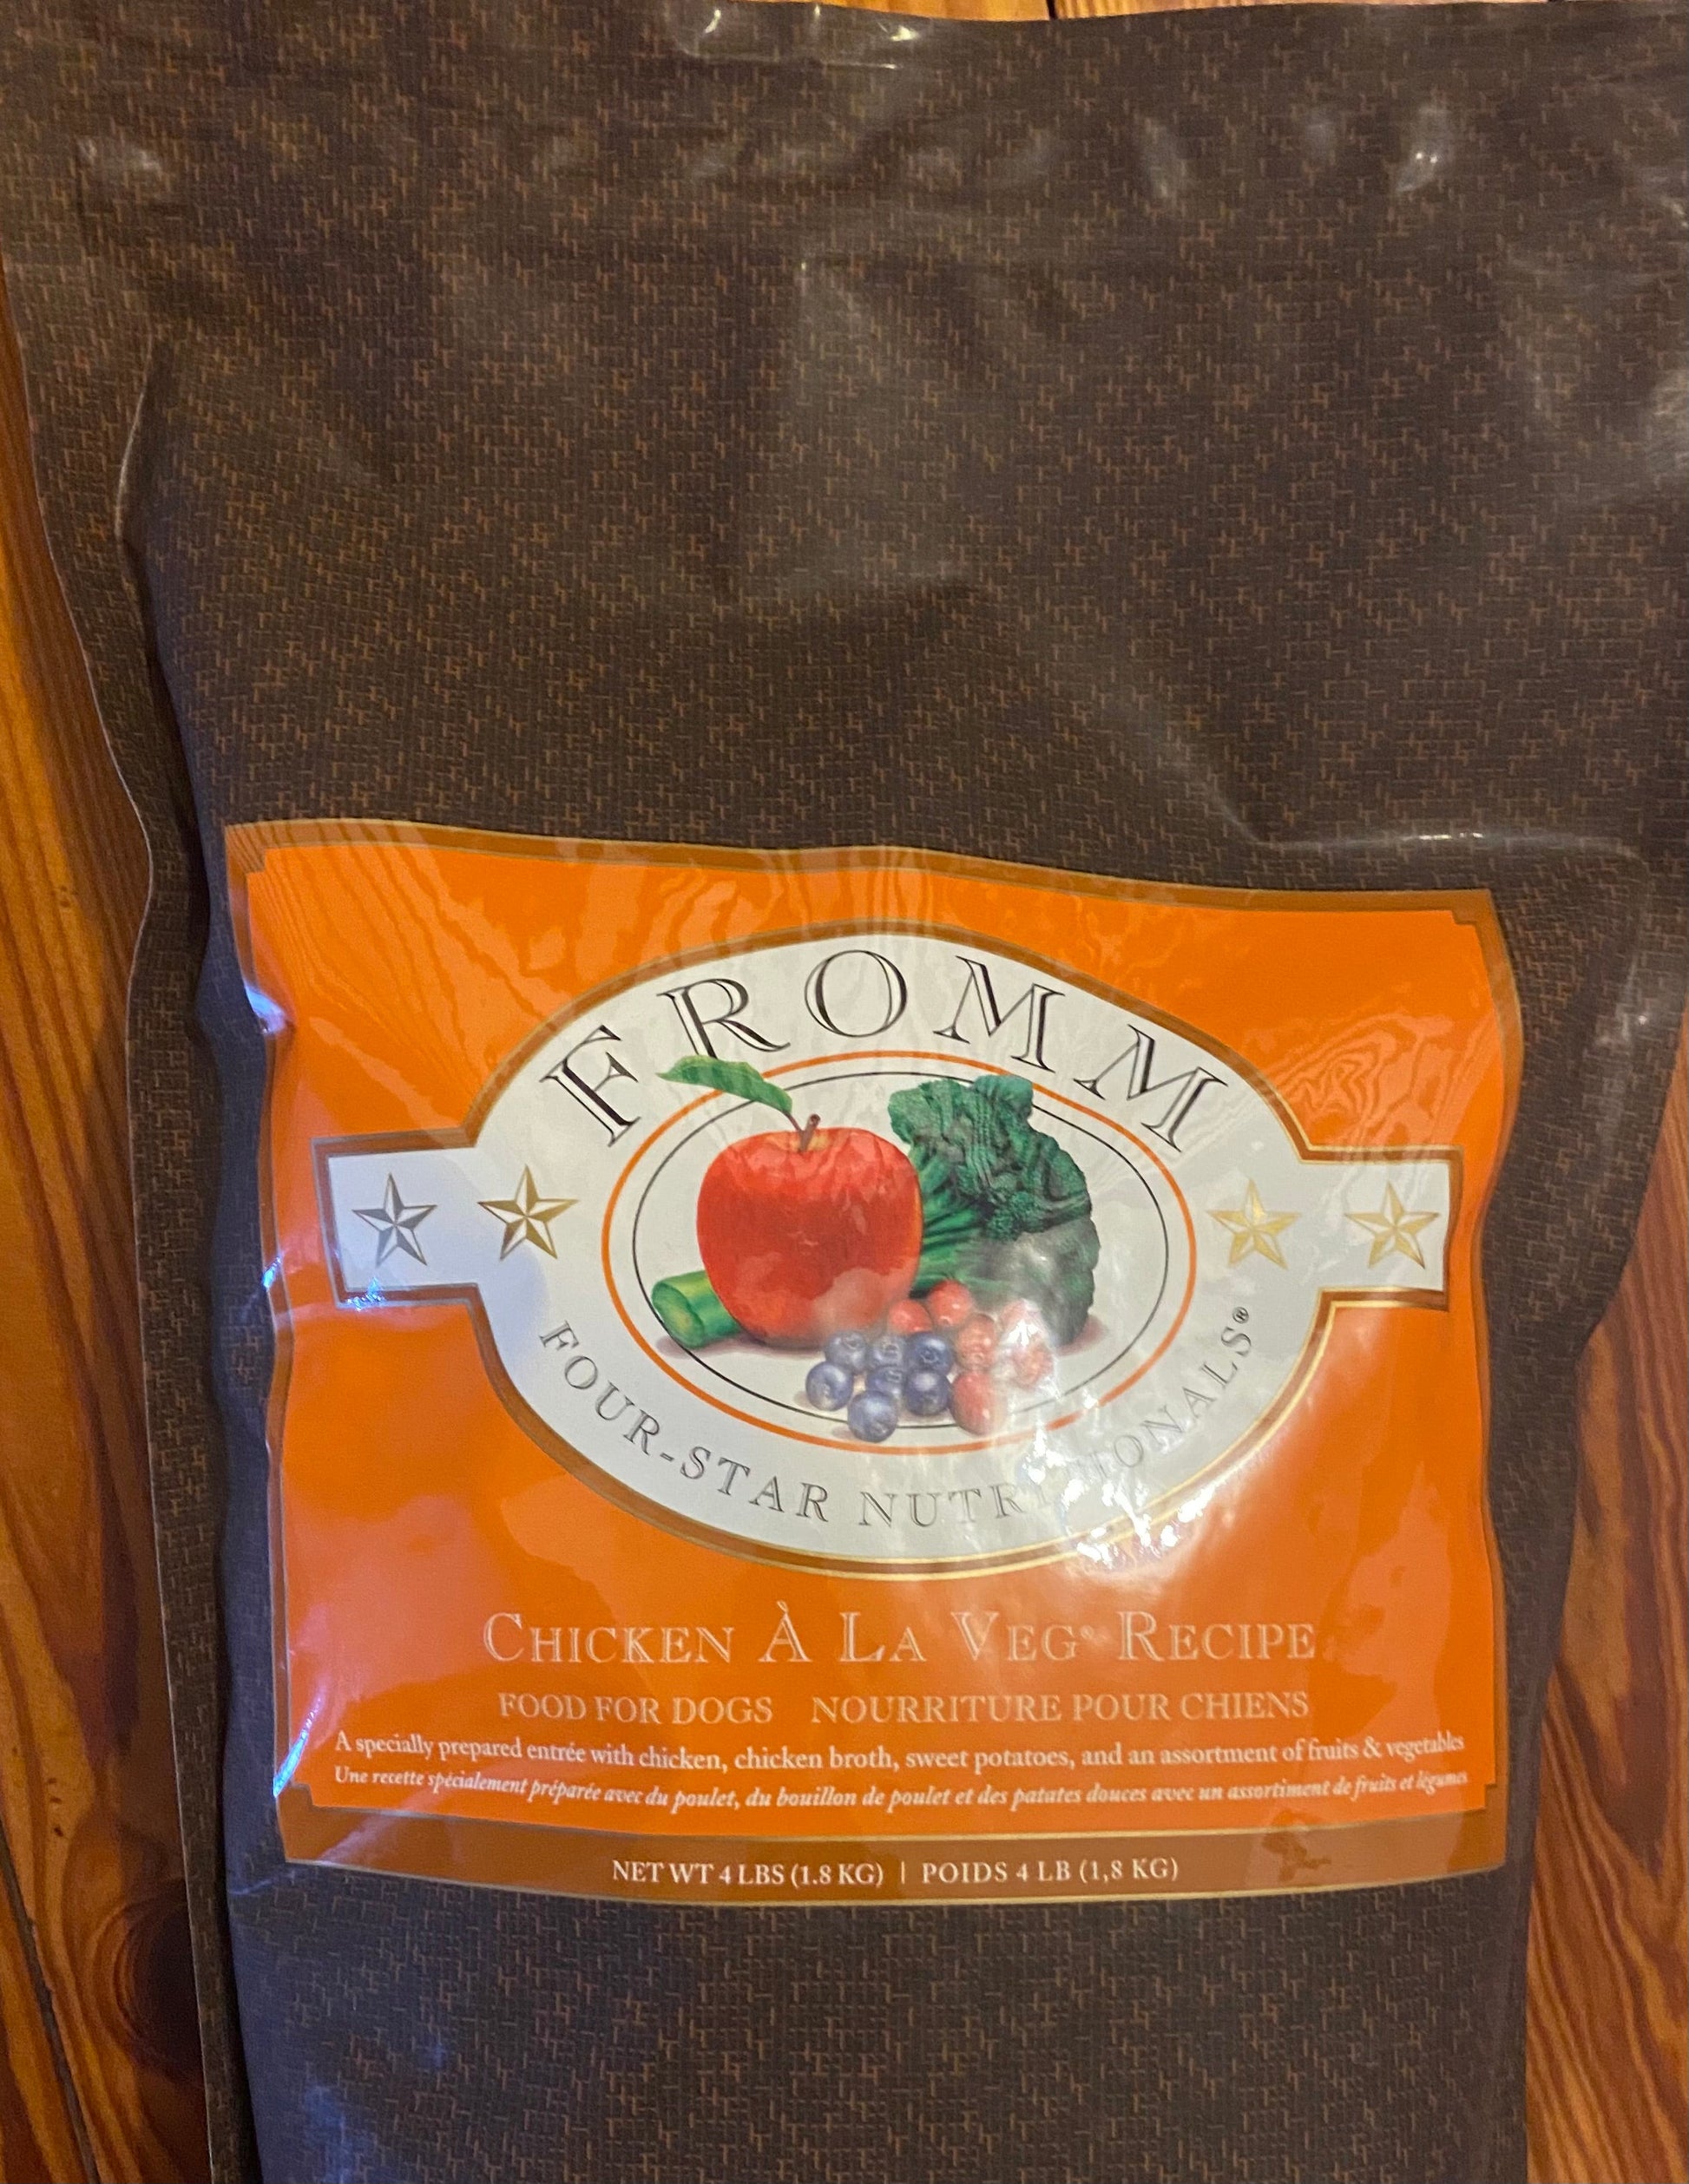 FROMM
FOUR-STAR NUTRITIONALS®
CHICKEN À LA VEG® RECIPE
FOOD FOR DOGS NOURRITURE POUR CHIENS
A specially prepared entrée with chicken, chicken broth, sweet potatoes, and an assortment of fruits & vegetables
Une recette spécialement préparée avec du poulet, du bouillon de poulet et des patates douces avec un assortiment de fruits et légumes
NET WT 4 LBS (1.8 KG) | POIDS 4 LB (1,8 KG)